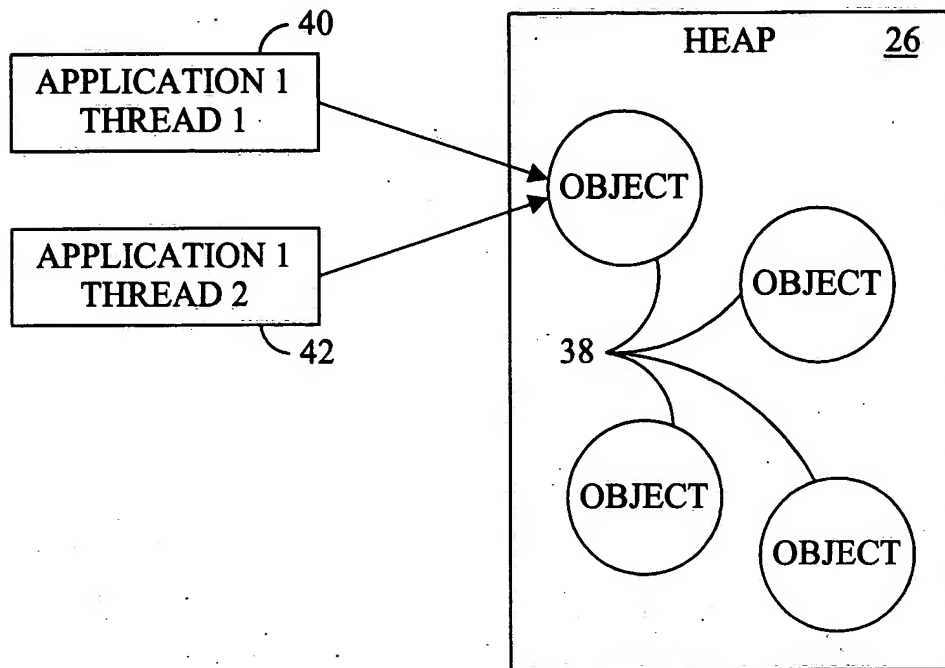 40
APPLICATION 1
THREAD 1
APPLICATION 1
THREAD 2
42
HEAP 26
OBJECT
OBJECT
38
OBJECT
OBJECT